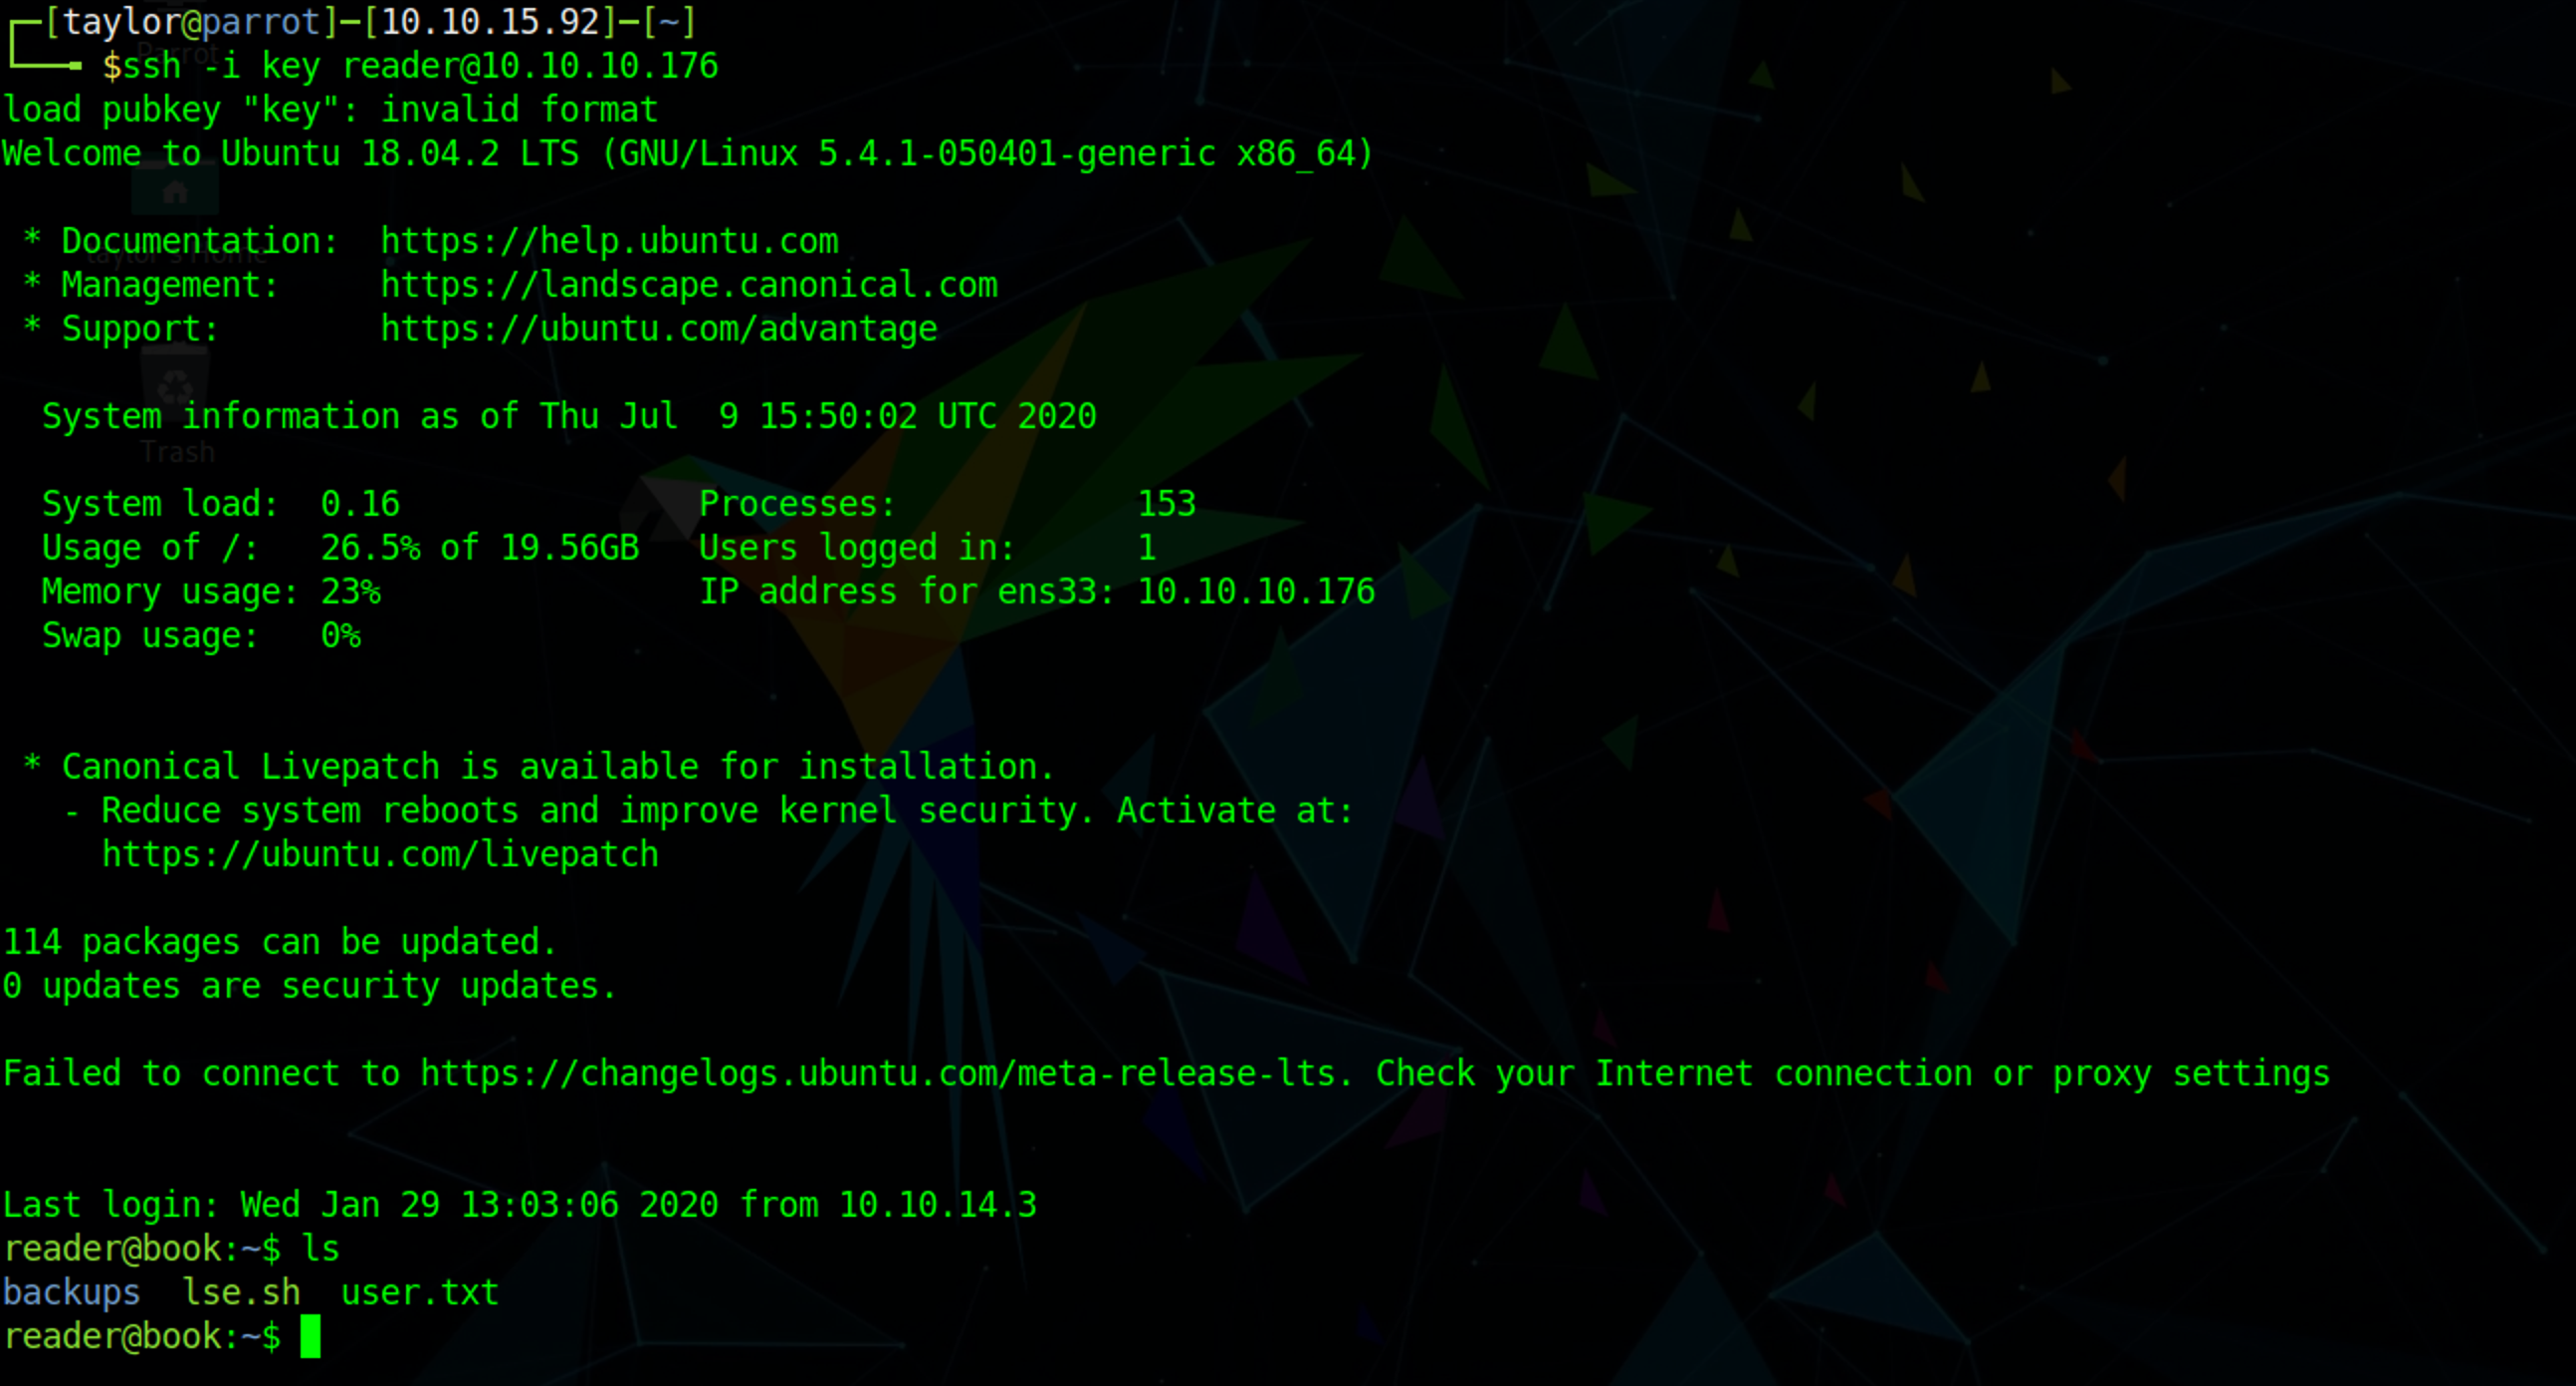 ┌─[taylor@parrot]─[10.10.15.92]─[~]
└──╼ $ssh -i key reader@10.10.10.176
load pubkey "key": invalid format
Welcome to Ubuntu 18.04.2 LTS (GNU/Linux 5.4.1-050401-generic x86_64)
 * Documentation:  https://help.ubuntu.com
 * Management:     https://landscape.canonical.com
 * Support:        https://ubuntu.com/advantage
  System information as of Thu Jul  9 15:50:02 UTC 2020
  System load:  0.16               Processes:            153
  Usage of /:   26.5% of 19.56GB   Users logged in:      1
  Memory usage: 23%                IP address for ens33: 10.10.10.176
  Swap usage:   0%
 * Canonical Livepatch is available for installation.
   - Reduce system reboots and improve kernel security. Activate at:
     https://ubuntu.com/livepatch
114 packages can be updated.
0 updates are security updates.
Failed to connect to https://changelogs.ubuntu.com/meta-release-lts. Check your Internet connection or proxy settings
Last login: Wed Jan 29 13:03:06 2020 from 10.10.14.3
reader@book:~$ ls
backups  lse.sh  user.txt
reader@book:~$
Parrot
taylor's Home
Trash